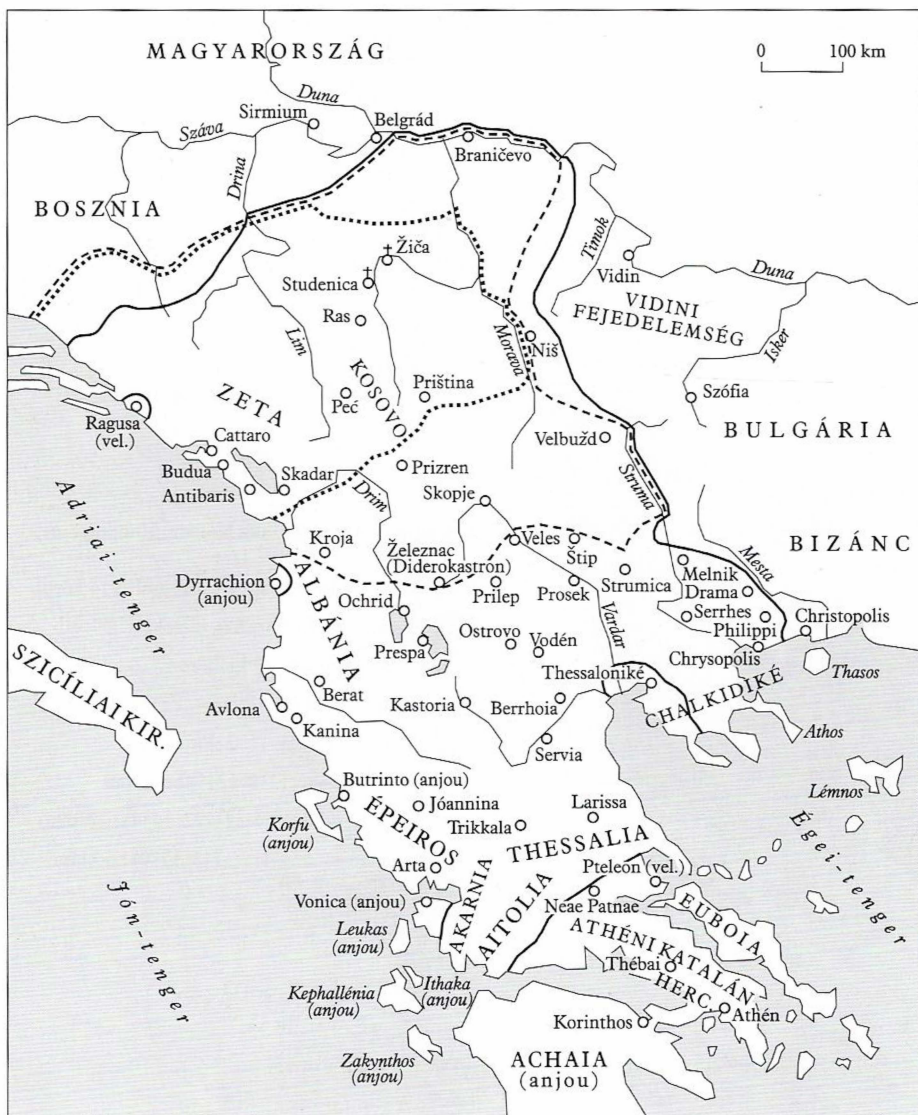 MAGYARORSZÁG
0 100 km
Duna
Sirmium
Belgrád
Száva
Braničevo
Drina
BOSZNIA
Timok
Žiča
Vidin
Duna
Studenica
VIDINI
FEJEDELEMSÉG
Ras
Lim
Morava
Niš
Isker
KOSOVO
ZETA
Peć
Priština
Szófia
Ragusa
(vel.)
BULGÁRIA
Cattaro
Velbužd
Budua
Prizren
Struma
Skadar
Antibaris
Drim
Skopje
Adriai-tenger
Mesta
BIZÁNC
Kroja
Železnac
(Diderokastrón)
Veles
Štip
Melnik
Strumica
Dyrrachion
(anjou)
ALBÁNIA
Prilep
Prosek
Drama
Ochrid
Vardar
Serrhes
Christopolis
Philippi
Prespa
Ostrovo
Vodén
Chrysopolis
SZICÍLIAI KIR.
Thessaloniké
Thasos
Berat
CHALKIDIKÉ
Avlona
Kastoria
Berrhoia
Kanina
Athos
Servia
Butrinto (anjou)
Lémnos
Jóannina
Larissa
Korfu
(anjou)
ÉPEIROS
Trikkala
Égei-tenger
THESSALIA
Arta
Pteleon (vel.)
Jón-tenger
Vonica (anjou)
AKARNIA
AITOLIA
Neae Patnae
EUBOIA
Leukas
(anjou)
ATHÉNI KATALÁN
HERC.
Thébai
Ithaka
(anjou)
Kephallénia
(anjou)
Korinthos
Athén
Zakynthos
(anjou)
ACHAIA
(anjou)